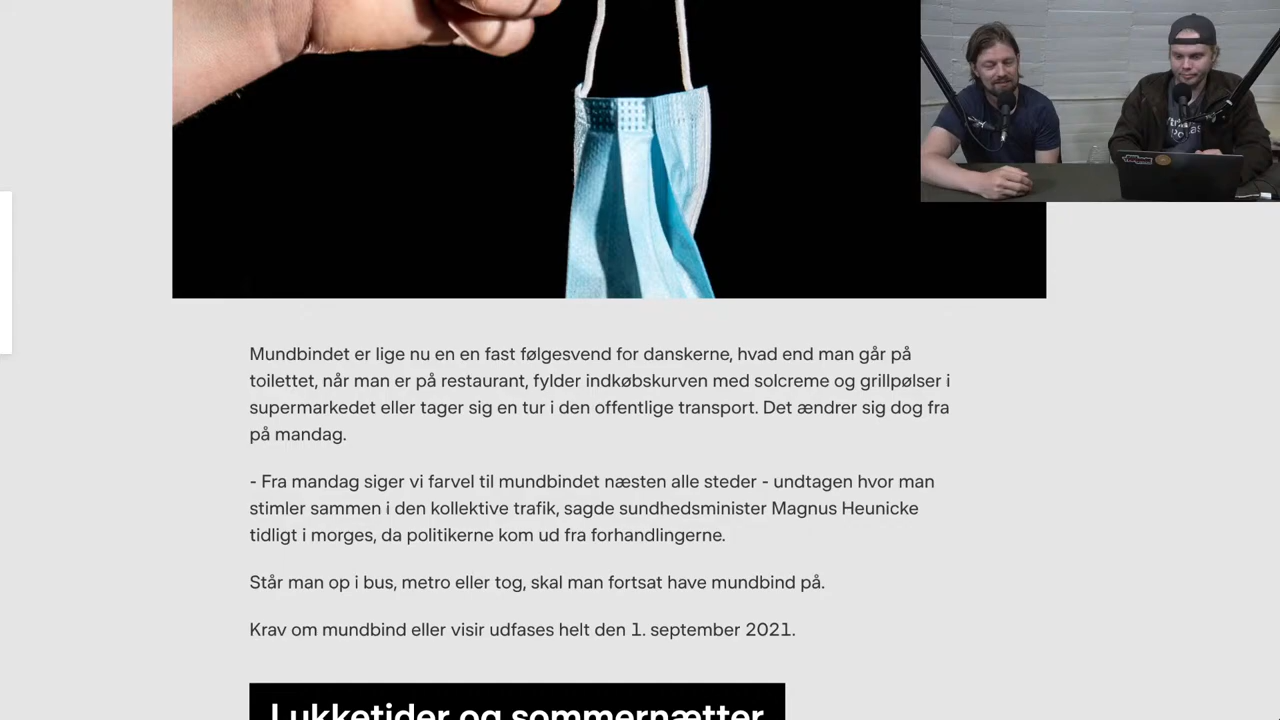 Mundbindet er lige nu en en fast følgesvend for danskerne, hvad end man går på
toilettet, når man er på restaurant, fylder indkøbskurven med solcreme og grillpølser i
supermarkedet eller tager sig en tur i den offentlige transport. Det ændrer sig dog fra
på mandag.
- Fra mandag siger vi farvel til mundbindet næsten alle steder - undtagen hvor man
stimler sammen i den kollektive trafik, sagde sundhedsminister Magnus Heunicke
tidligt i morges, da politikerne kom ud fra forhandlingerne.
Står man op i bus, metro eller tog, skal man fortsat have mundbind på.
Krav om mundbind eller visir udfases helt den 1. september 2021.
Lukketider og sommernætter